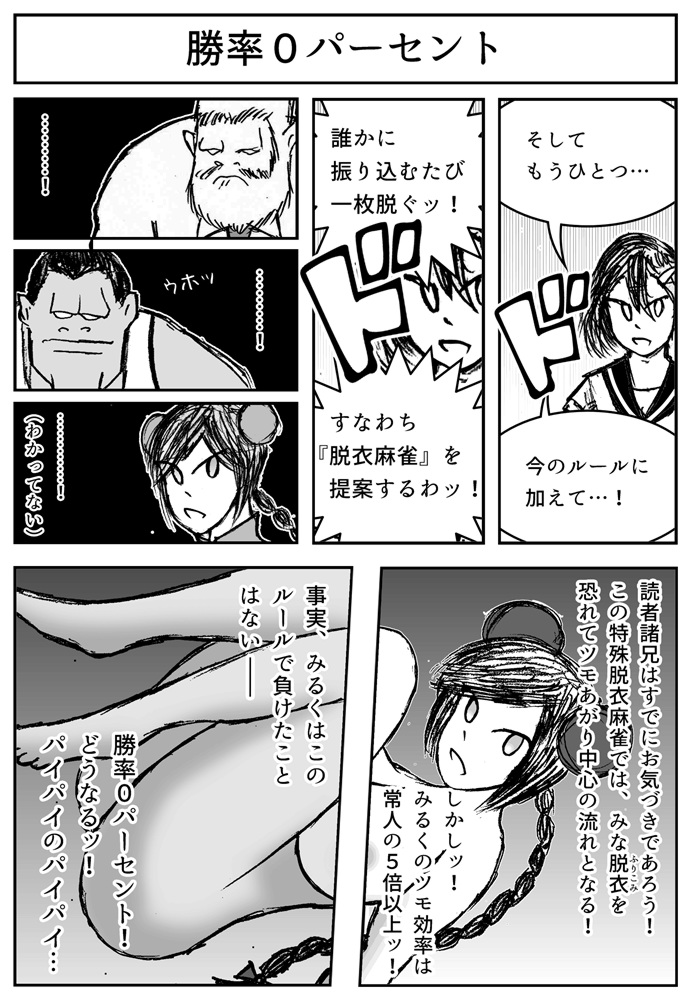 勝率０パーセント
そして
もうひとつ…
ドドド
今のルールに
加えて…！
誰かに
振り込むたび
一枚脱ぐッ！
ドドド
すなわち
『脱衣麻雀』を
提案するわッ！
…………！
ウホッ
…………！
…………！
（わかってない）
読者諸兄はすでにお気づきであろう！
この特殊脱衣麻雀では、みな脱衣を
ふりこみ
恐れてツモあがり中心の流れとなる！
しかしッ！
みるくのツモ効率は
常人の５倍以上ッ！
事実、みるくはこの
ルールで負けたこと
はない――
勝率０パーセント！
どうなるッ！
パイパイのパイパイ…